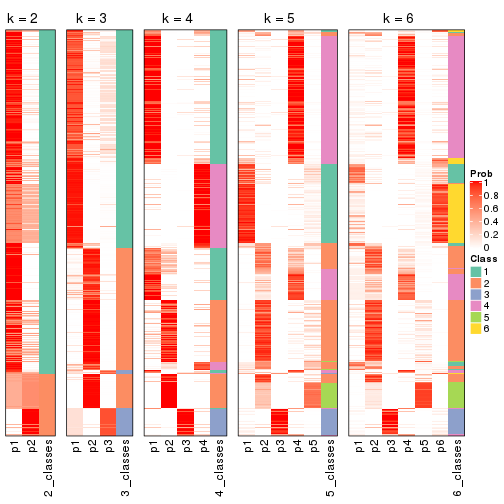 k = 2
k = 3
k = 4
k = 5
k = 6
Prob
1
0.8
0.6
0.4
0.2
0
Class
1
2
3
4
5
6
p1
p2
2_classes
p1
p2
p3
3_classes
p1
p2
p3
p4
4_classes
p1
p2
p3
p4
p5
5_classes
p1
p2
p3
p4
p5
p6
6_classes